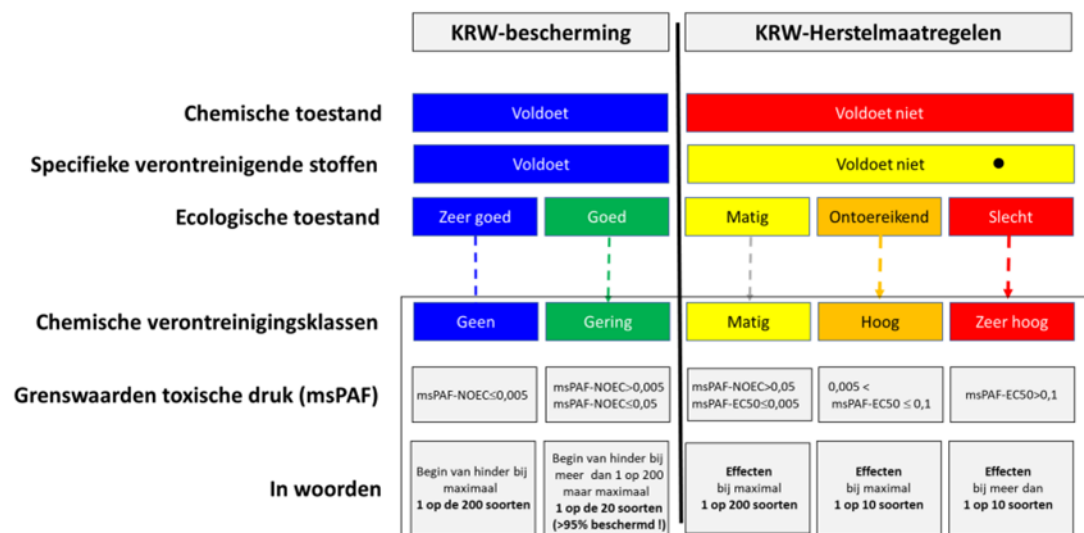 KRW-bescherming
KRW-Herstelmaatregelen
Chemische toestand
Voldoet
Voldoet niet
Specifieke verontreinigende stoffen
Voldoet
Voldoet niet
Ecologische toestand
Zeer goed
Goed
Matig
Ontoereikend
Slecht
Chemische verontreinigingsklassen
Geen
Gering
Matig
Hoog
Zeer hoog
Grenswaarden toxische druk (msPAF)
msPAF-NOEC≤0,005
msPAF-NOEC>0,005
msPAF-NOEC≤0,05
msPAF-NOEC>0,05
msPAF-EC50≤0,005
0,005 <
msPAF-EC50 ≤ 0,1
msPAF-EC50>0,1
In woorden
Begin van hinder bij
maximaal
1 op de 200 soorten
Begin van hinder bij
meer dan 1 op 200
maar maximaal
1 op de 20 soorten
(>95% beschermd !)
Effecten
bij maximal
1 op 200 soorten
Effecten
bij maximal
1 op 10 soorten
Effecten
bij meer dan
1 op 10 soorten